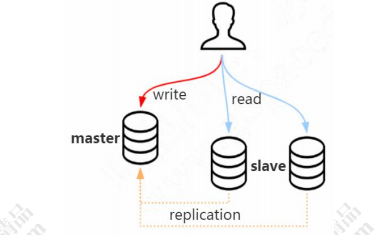 write
read
master
slave
replication